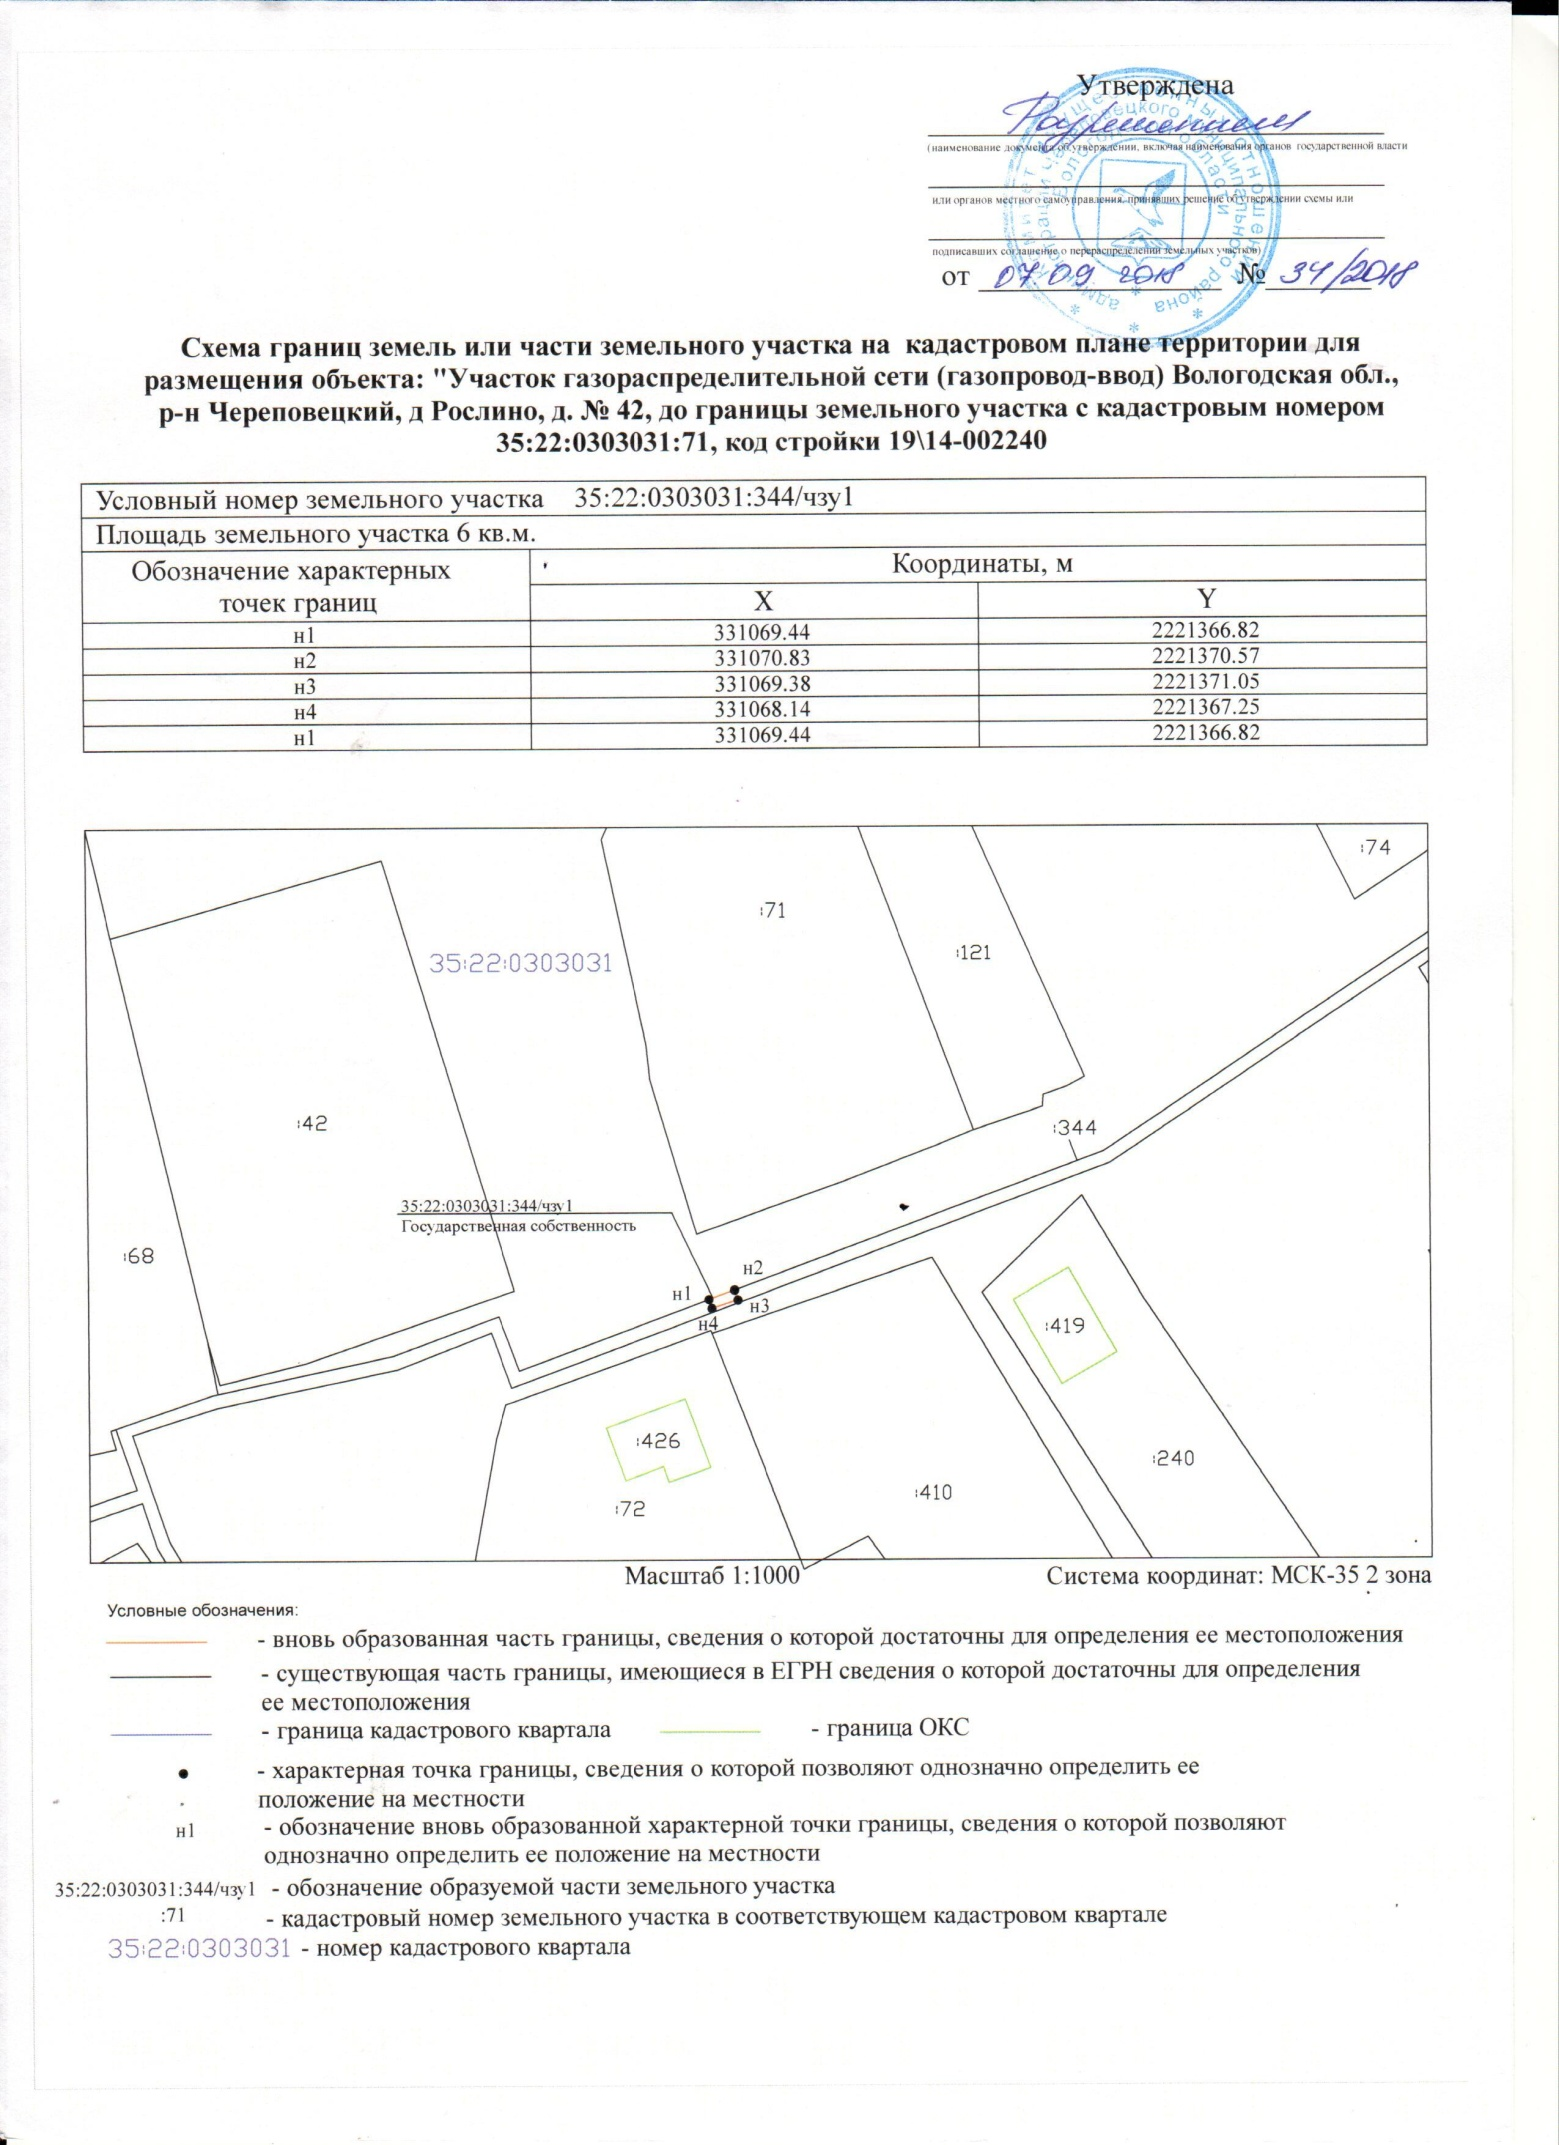 Утверждена
Разрешением
(наименование документа об утверждении, включая наименования органов государственной власти
или органов местного самоуправления, принявших решение об утверждении схемы или
подписавших соглашение о перераспределении земельных участков)
от 07.09 2018 № 34/2018
Схема границ земель или части земельного участка на кадастровом плане территории для
размещения объекта: "Участок газораспределительной сети (газопровод-ввод) Вологодская обл.,
р-н Череповецкий, д Рослино, д. № 42, до границы земельного участка с кадастровым номером
35:22:0303031:71, код стройки 19\14-002240
Условный номер земельного участка 35:22:0303031:344/чзу1
Площадь земельного участка 6 кв.м.
Обозначение характерных точек границ
Координаты, м
X Y
н1 331069.44 2221366.82
н2 331070.83 2221370.57
н3 331069.38 2221371.05
н4 331068.14 2221367.25
н1 331069.44 2221366.82
:74
:71
:121
35:22:0303031
:42
:344
35:22:0303031:344/чзу1
Государственная собственность
:68
н2
н1
н3
н4
:419
:426
:240
:410
:72
Масштаб 1:1000
Система координат: МСК-35 2 зона
Условные обозначения:
- вновь образованная часть границы, сведения о которой достаточны для определения ее местоположения
- существующая часть границы, имеющиеся в ЕГРН сведения о которой достаточны для определения
ее местоположения
- граница кадастрового квартала
- граница ОКС
- характерная точка границы, сведения о которой позволяют однозначно определить ее
положение на местности
н1 - обозначение вновь образованной характерной точки границы, сведения о которой позволяют
однозначно определить ее положение на местности
35:22:0303031:344/чзу1 - обозначение образуемой части земельного участка
:71 - кадастровый номер земельного участка в соответствующем кадастровом квартале
35:22:0303031 - номер кадастрового квартала